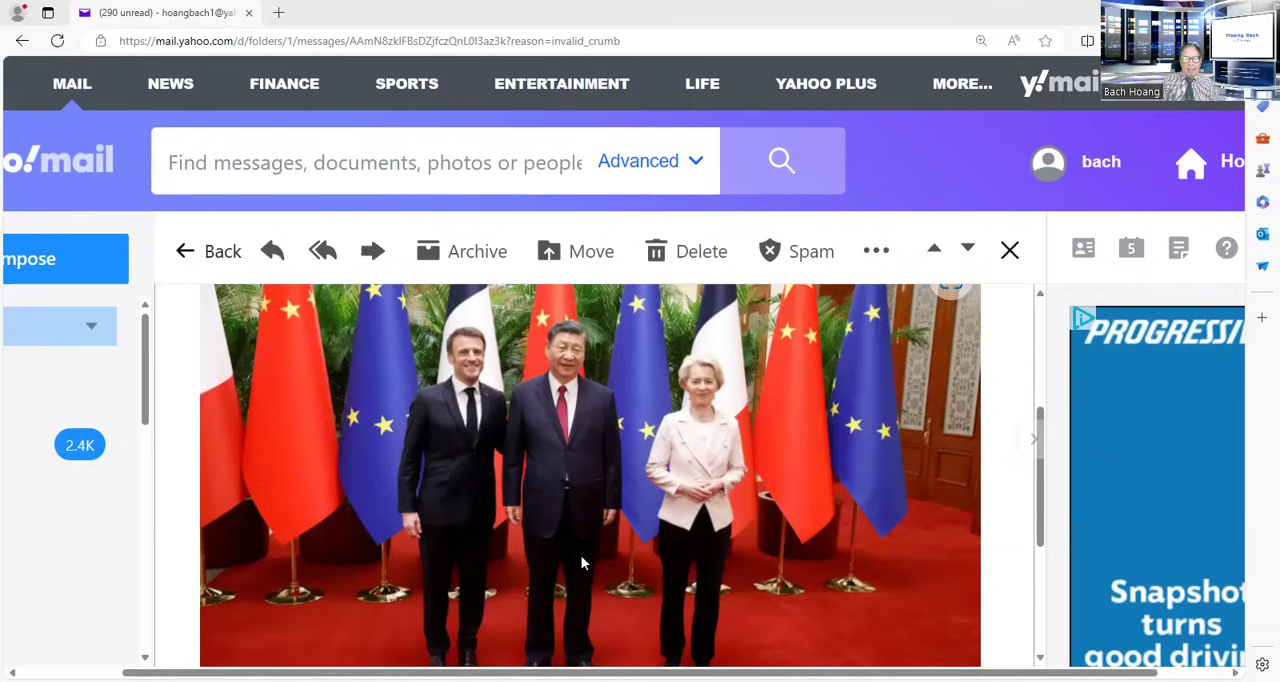 (290 unread) - hoangbach1@ya
https://mail.yahoo.com/d/folders/1/messages/AAmN8zkIFBsDZjfczQnL0I3az3k?reason=invalid_crumb
Bach Hoang
MAIL NEWS FINANCE SPORTS ENTERTAINMENT LIFE YAHOO PLUS MORE... y!mai
o!mail Find messages, documents, photos or people Advanced bach Ho
mpose Back Archive Move Delete Spam 5
PROGRESSI
2.4K
Snapshot
turns
good drivi